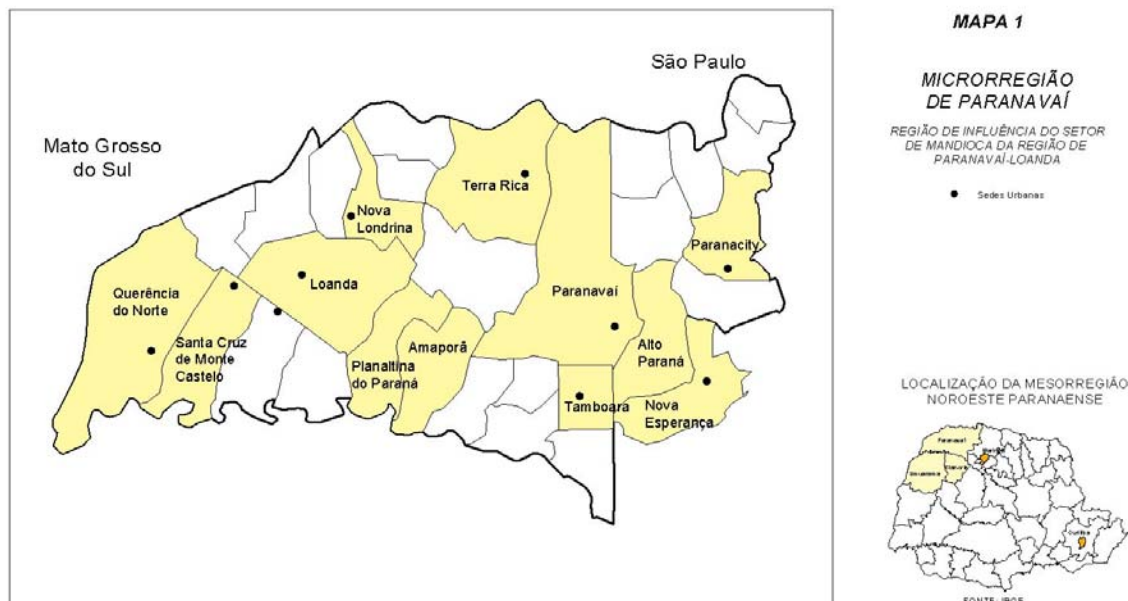 MAPA 1
MICRORREGIÃO
DE PARANAVAÍ
REGIÃO DE INFLUÊNCIA DO SETOR
DE MANDIOCA DA REGIÃO DE
PARANAVAÍ-LOANDA
Sedes Urbanas
São Paulo
Mato Grosso
do Sul
Terra Rica
Nova
Londrina
Paranacity
Loanda
Querência
do Norte
Paranavaí
Santa Cruz
de Monte
Castelo
Amaporã
Planaltina
do Paraná
Alto
Paraná
Tamboara
Nova
Esperança
LOCALIZAÇÃO DA MESORREGIÃO
NOROESTE PARANAENSE
Paranavaí
Curitiba
FONTE: IBGE